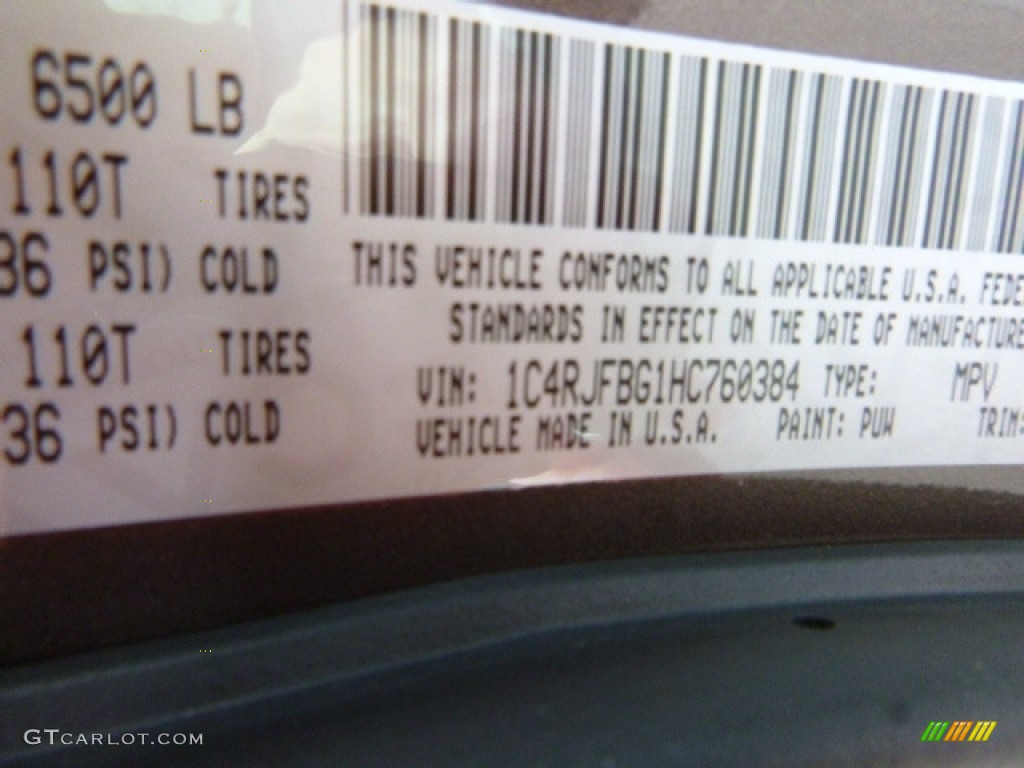 6500 LB
110T TIRES
36 PSI) COLD
110T TIRES
36 PSI) COLD
THIS VEHICLE CONFORMS TO ALL APPLICABLE U.S.A. FEDE
STANDARDS IN EFFECT ON THE DATE OF MANUFACTURE
VIN: 1C4RJFBG1HC760384 TYPE: MPV
VEHICLE MADE IN U.S.A. PAINT: PUW TRIM:
GTCARLOT.COM